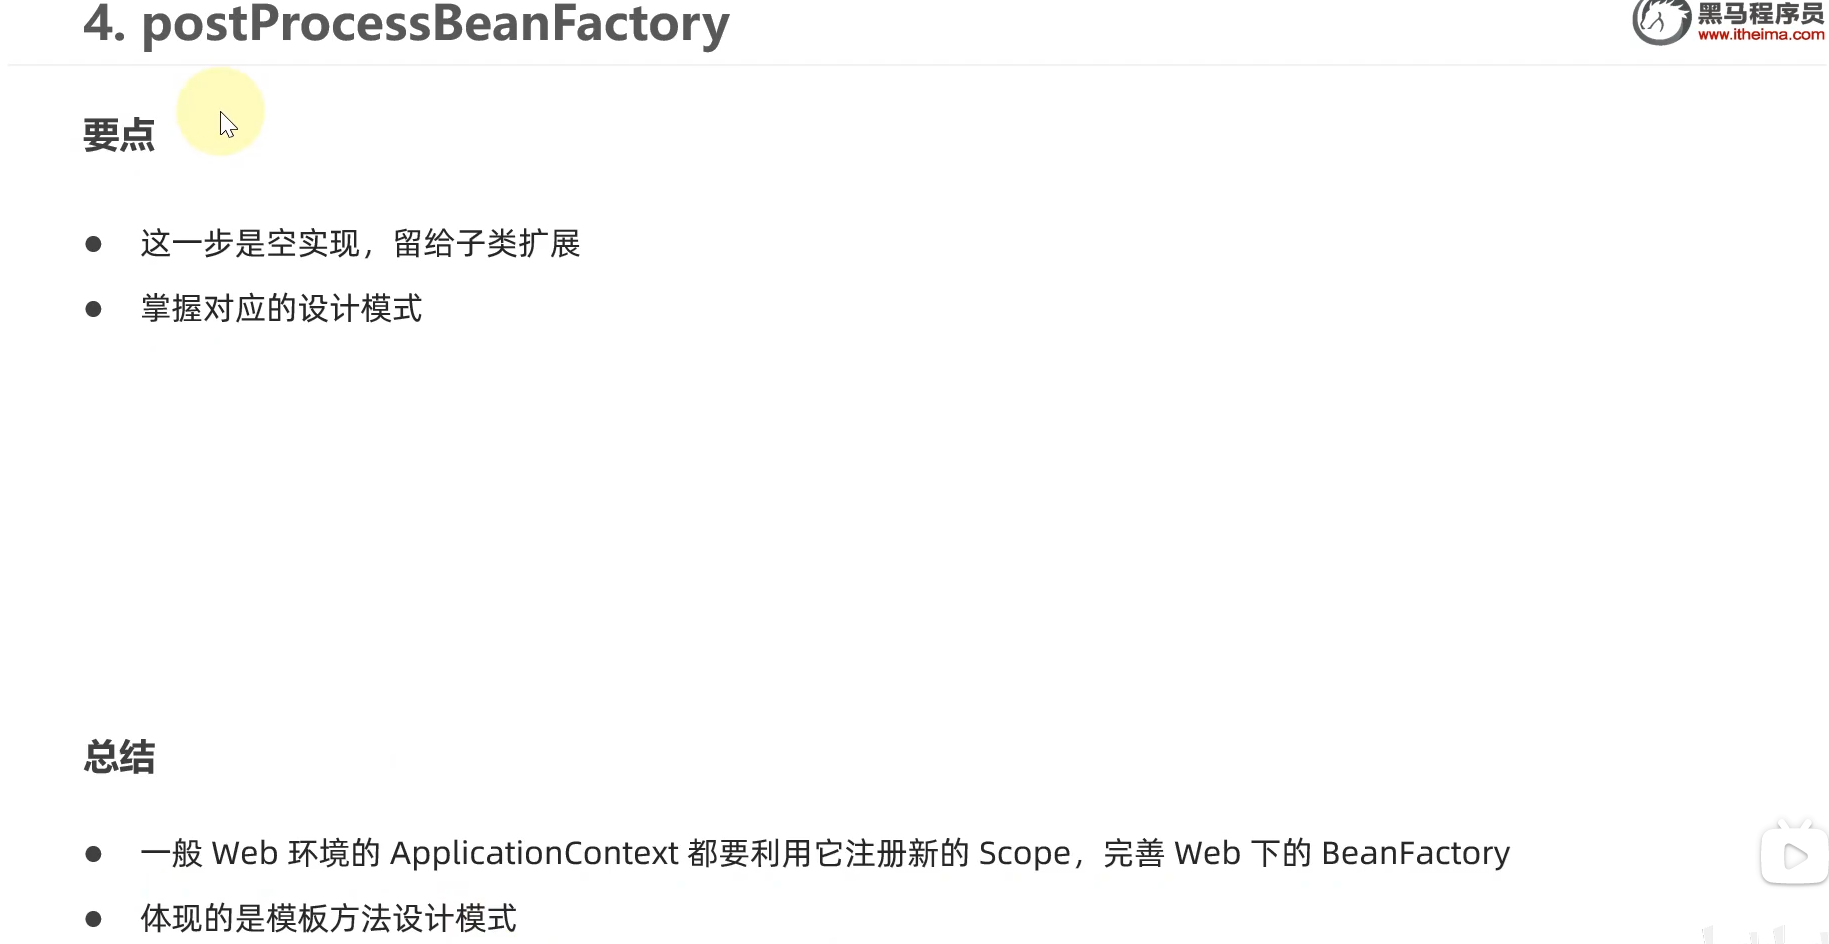 4. postProcessBeanFactory
黑马程序员
www.itheima.com
要点
● 这一步是空实现，留给子类扩展
● 掌握对应的设计模式
总结
● 一般 Web 环境的 ApplicationContext 都要利用它注册新的 Scope，完善 Web 下的 BeanFactory
● 体现的是模板方法设计模式